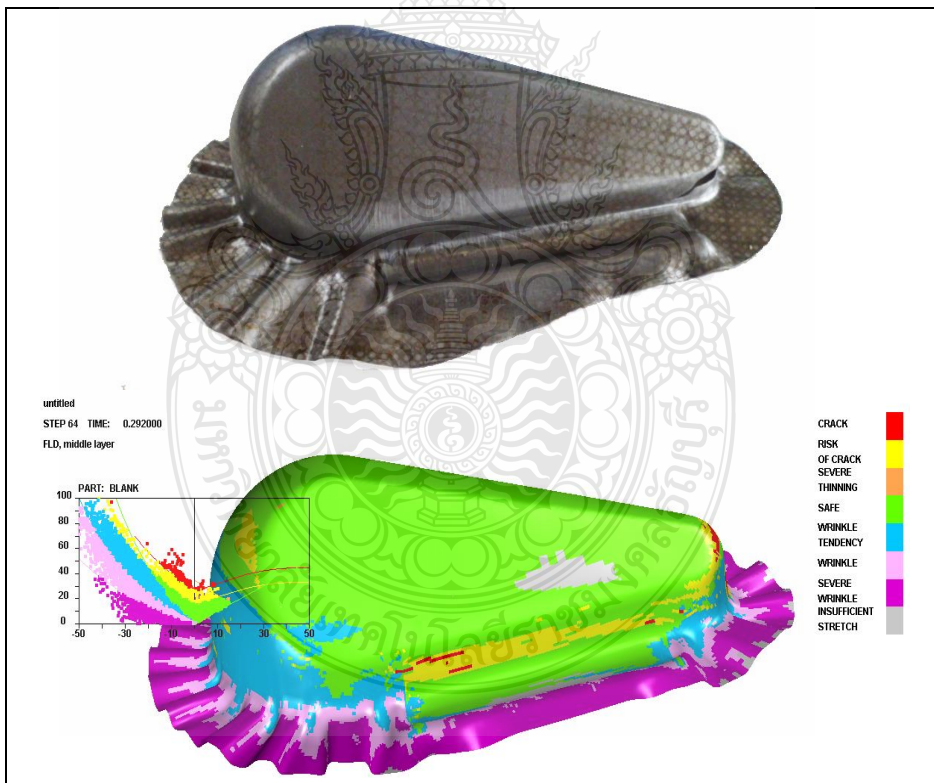 untitled
STEP 64 TIME: 0.292000
FLD, middle layer
PART: BLANK
100
80
60
40
20
0
-50 -30 -10 10 30 50
CRACK
RISK
OF CRACK
SEVERE
THINNING
SAFE
WRINKLE
TENDENCY
WRINKLE
SEVERE
WRINKLE
INSUFFICIENT
STRETCH